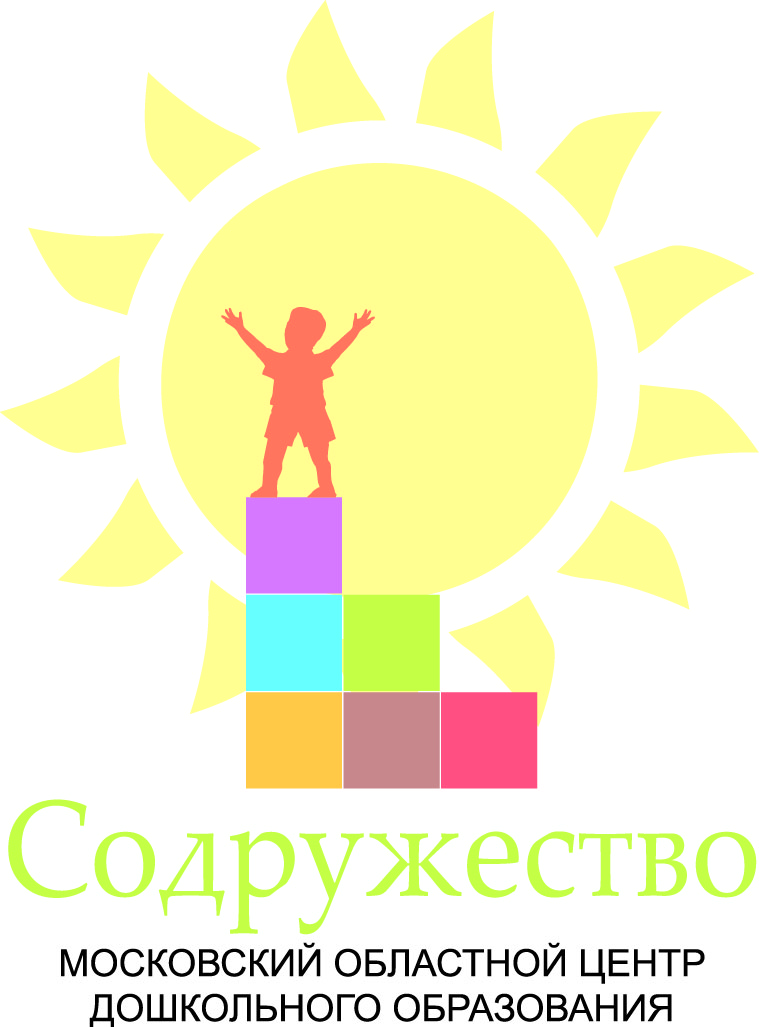 Содружество
МОСКОВСКИЙ ОБЛАСТНОЙ ЦЕНТР
ДОШКОЛЬНОГО ОБРАЗОВАНИЯ